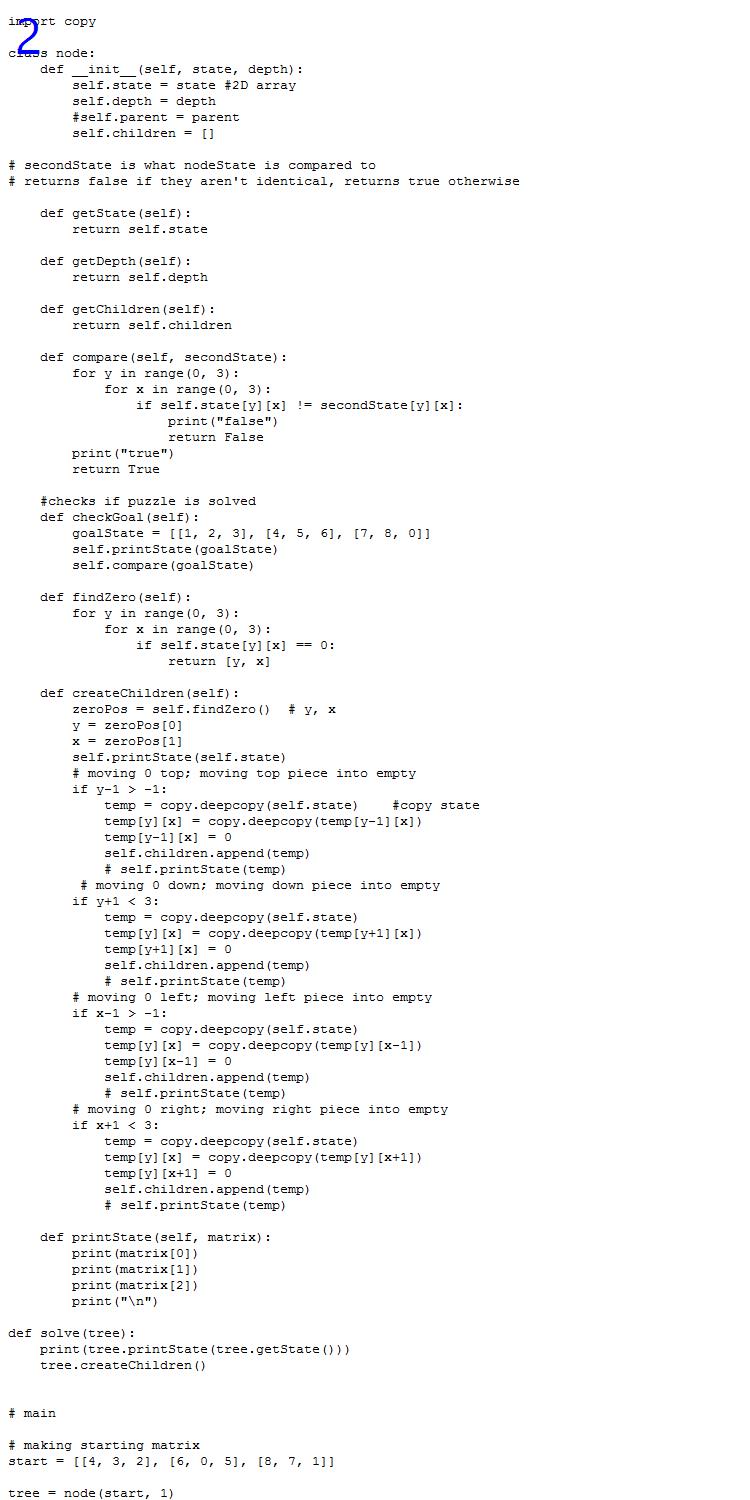 import copy
2
class node:
    def __init__(self, state, depth):
        self.state = state #2D array
        self.depth = depth
        #self.parent = parent
        self.children = []

# secondState is what nodeState is compared to
# returns false if they aren't identical, returns true otherwise

    def getState(self):
        return self.state

    def getDepth(self):
        return self.depth

    def getChildren(self):
        return self.children

    def compare(self, secondState):
        for y in range(0, 3):
            for x in range(0, 3):
                if self.state[y][x] != secondState[y][x]:
                    print("false")
                    return False
        print("true")
        return True

    #checks if puzzle is solved
    def checkGoal(self):
        goalState = [[1, 2, 3], [4, 5, 6], [7, 8, 0]]
        self.printState(goalState)
        self.compare(goalState)

    def findZero(self):
        for y in range(0, 3):
            for x in range(0, 3):
                if self.state[y][x] == 0:
                    return [y, x]

    def createChildren(self):
        zeroPos = self.findZero()  # y, x
        y = zeroPos[0]
        x = zeroPos[1]
        self.printState(self.state)
        # moving 0 top; moving top piece into empty
        if y-1 > -1:
            temp = copy.deepcopy(self.state)    #copy state
            temp[y][x] = copy.deepcopy(temp[y-1][x])
            temp[y-1][x] = 0
            self.children.append(temp)
            # self.printState(temp)
         # moving 0 down; moving down piece into empty
        if y+1 < 3:
            temp = copy.deepcopy(self.state)
            temp[y][x] = copy.deepcopy(temp[y+1][x])
            temp[y+1][x] = 0
            self.children.append(temp)
            # self.printState(temp)
        # moving 0 left; moving left piece into empty
        if x-1 > -1:
            temp = copy.deepcopy(self.state)
            temp[y][x] = copy.deepcopy(temp[y][x-1])
            temp[y][x-1] = 0
            self.children.append(temp)
            # self.printState(temp)
        # moving 0 right; moving right piece into empty
        if x+1 < 3:
            temp = copy.deepcopy(self.state)
            temp[y][x] = copy.deepcopy(temp[y][x+1])
            temp[y][x+1] = 0
            self.children.append(temp)
            # self.printState(temp)

    def printState(self, matrix):
        print(matrix[0])
        print(matrix[1])
        print(matrix[2])
        print("\n")

def solve(tree):
    print(tree.printState(tree.getState()))
    tree.createChildren()


# main

# making starting matrix
start = [[4, 3, 2], [6, 0, 5], [8, 7, 1]]

tree = node(start, 1)